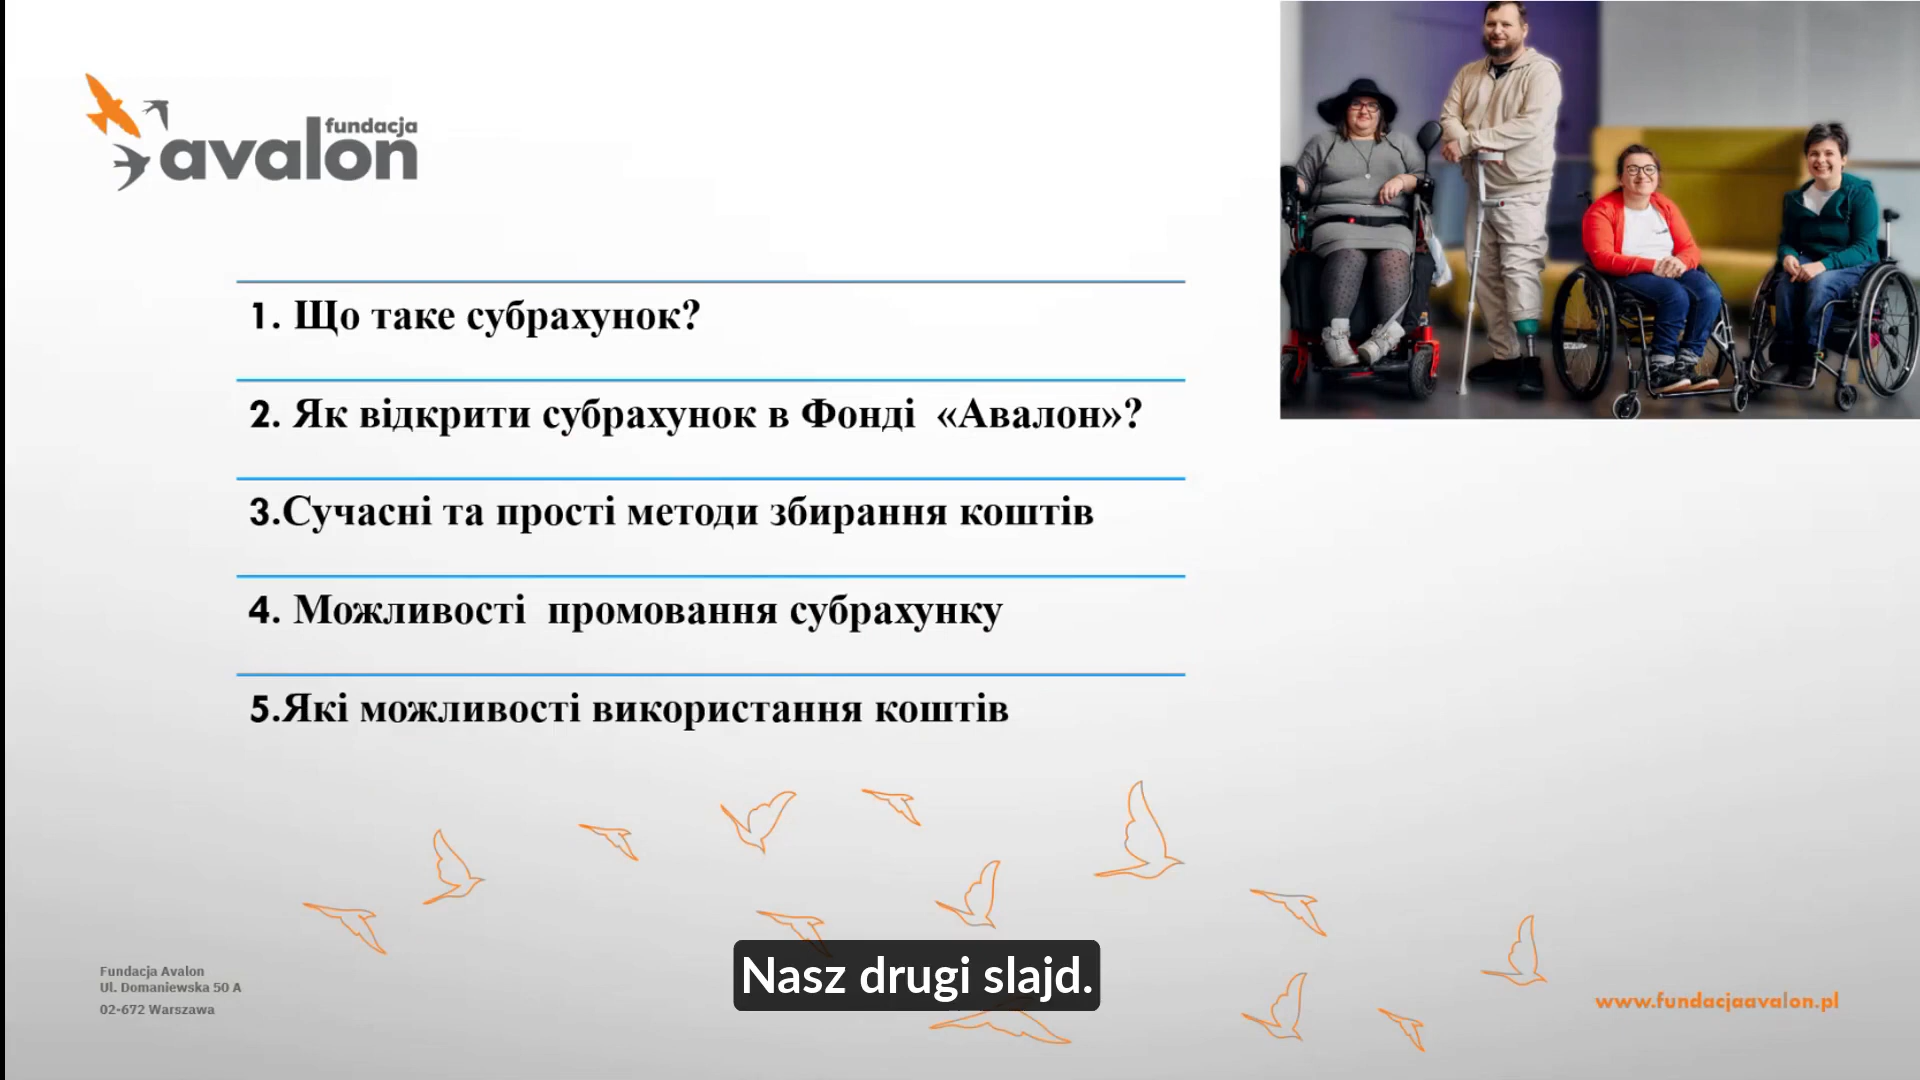 fundacja
avalon
1. Що таке субрахунок?
2. Як відкрити субрахунок в Фонді «Авалон»?
3.Сучасні та прості методи збирання коштів
4. Можливості промовання субрахунку
5.Які можливості використання коштів
Nasz drugi slajd.
Fundacja Avalon
Ul. Domaniewska 50 A
02-672 Warszawa
www.fundacjaavalon.pl